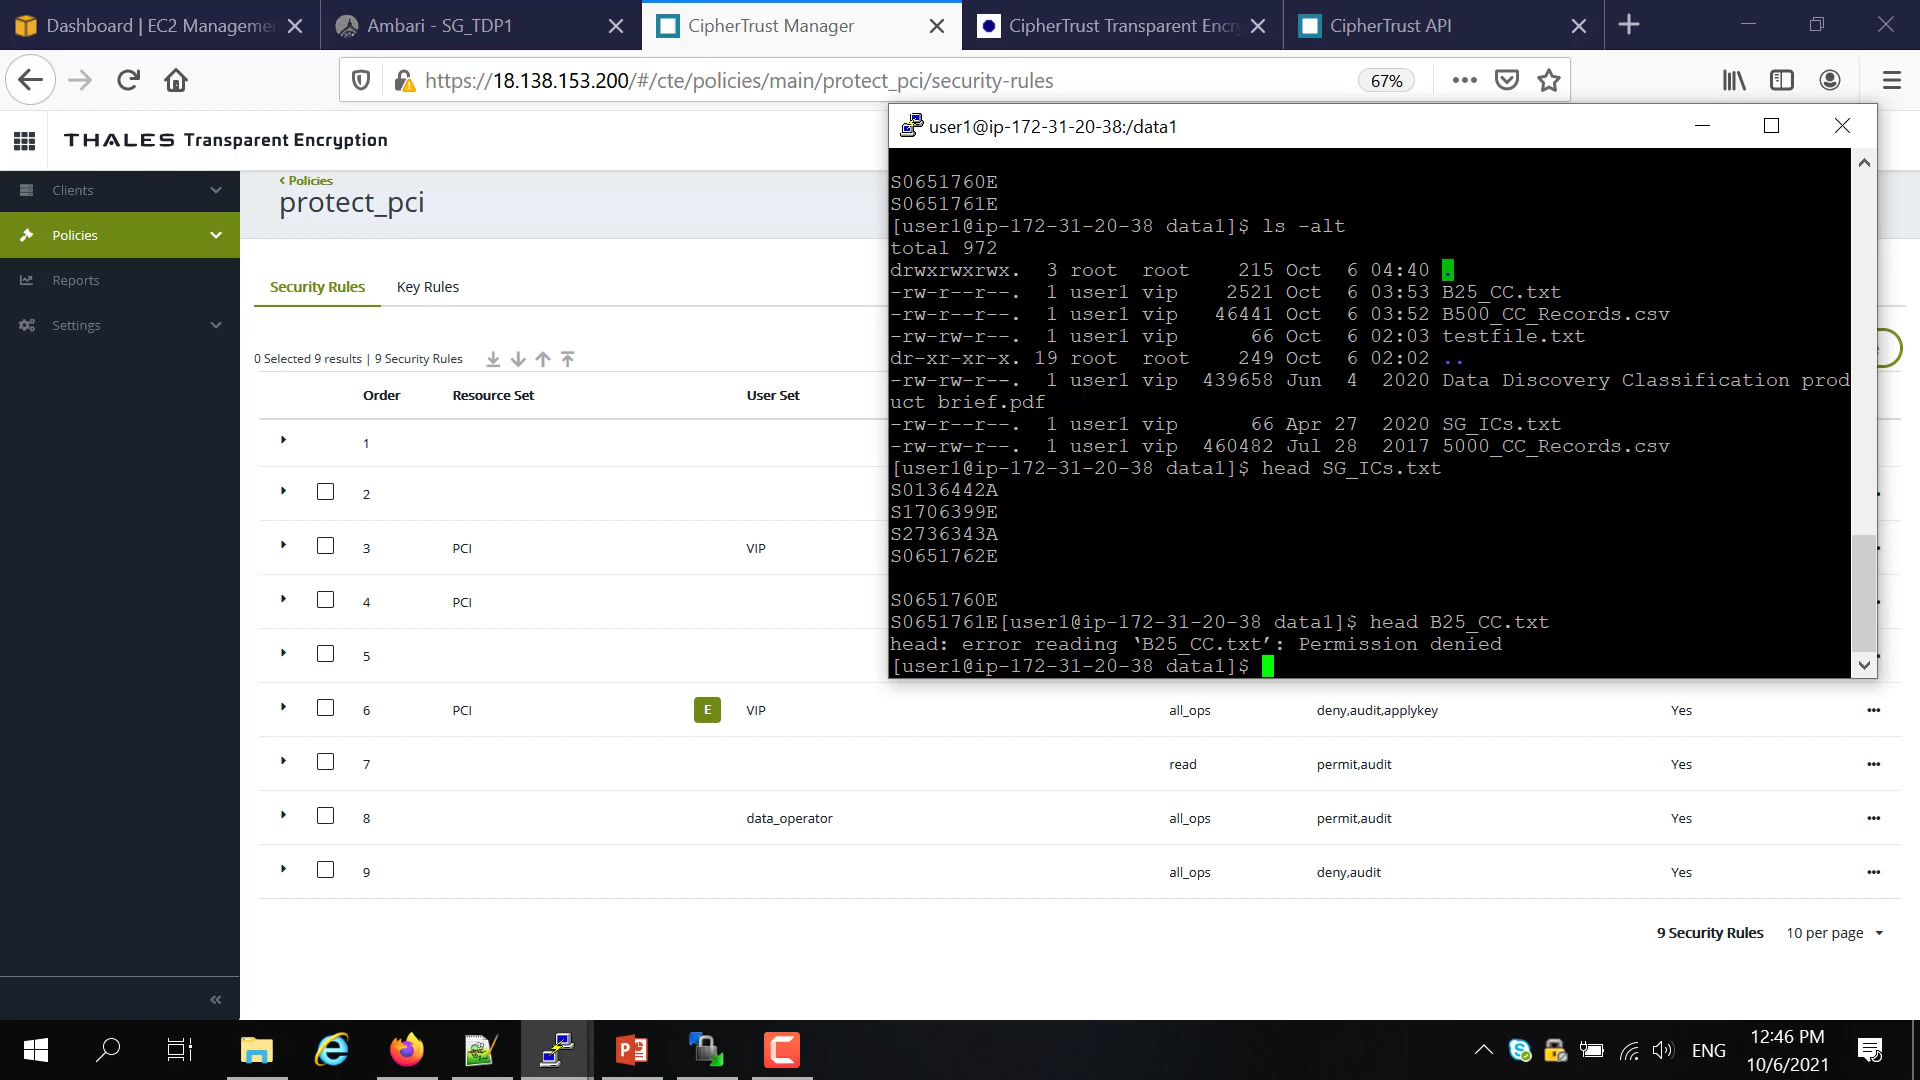 Dashboard | EC2 Manageme
Ambari - SG_TDP1
CipherTrust Manager
CipherTrust Transparent Encry
CipherTrust API
https://18.138.153.200/#/cte/policies/main/protect_pci/security-rules
67%
THALES Transparent Encryption
Clients
Policies
Reports
Settings
Policies
protect_pci
Security Rules
Key Rules
0 Selected 9 results | 9 Security Rules
Order Resource Set User Set
1
2
3 PCI VIP
4 PCI
5
6 PCI E VIP all_ops deny,audit,applykey Yes
7 read permit,audit Yes
8 data_operator all_ops permit,audit Yes
9 all_ops deny,audit Yes
9 Security Rules 10 per page
user1@ip-172-31-20-38:/data1
S0651760E
S0651761E
[user1@ip-172-31-20-38 data1]$ ls -alt
total 972
drwxrwxrwx. 3 root root 215 Oct 6 04:40 .
-rw-r--r--. 1 user1 vip 2521 Oct 6 03:53 B25_CC.txt
-rw-r--r--. 1 user1 vip 46441 Oct 6 03:52 B500_CC_Records.csv
-rw-rw-r--. 1 user1 vip 66 Oct 6 02:03 testfile.txt
dr-xr-xr-x. 19 root root 249 Oct 6 02:02 ..
-rw-rw-r--. 1 user1 vip 439658 Jun 4 2020 Data Discovery Classification prod
uct brief.pdf
-rw-r--r--. 1 user1 vip 66 Apr 27 2020 SG_ICs.txt
-rw-rw-r--. 1 user1 vip 460482 Jul 28 2017 5000_CC_Records.csv
[user1@ip-172-31-20-38 data1]$ head SG_ICs.txt
S0136442A
S1706399E
S2736343A
S0651762E
S0651760E
S0651761E[user1@ip-172-31-20-38 data1]$ head B25_CC.txt
head: error reading ‘B25_CC.txt’: Permission denied
[user1@ip-172-31-20-38 data1]$
ENG
12:46 PM
10/6/2021